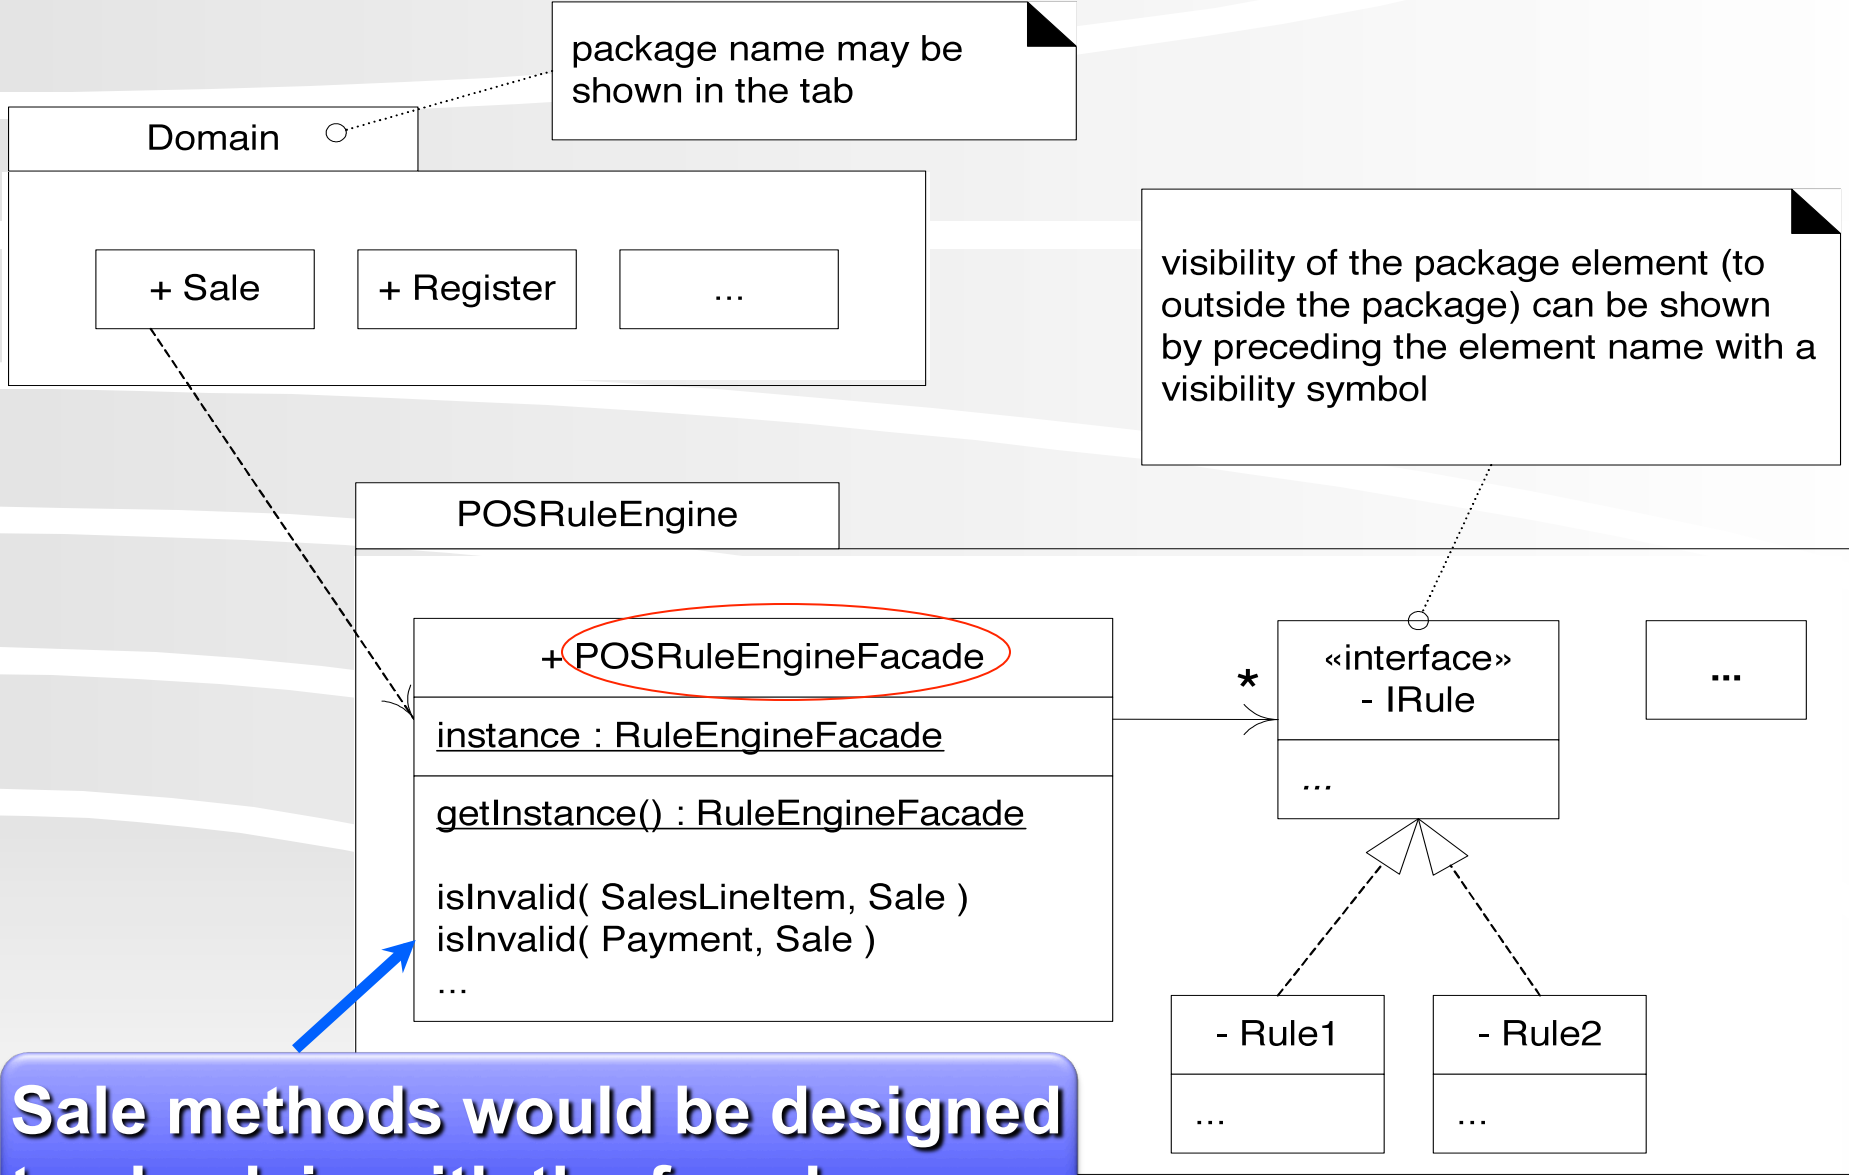 package name may be
shown in the tab
Domain
+ Sale
+ Register
...
visibility of the package element (to
outside the package) can be shown
by preceding the element name with a
visibility symbol
POSRuleEngine
+ POSRuleEngineFacade
instance : RuleEngineFacade
getInstance() : RuleEngineFacade
isInvalid( SalesLineItem, Sale )
isInvalid( Payment, Sale )
...
*
«interface»
- IRule
...
...
- Rule1
...
- Rule2
...
Sale methods would be designed